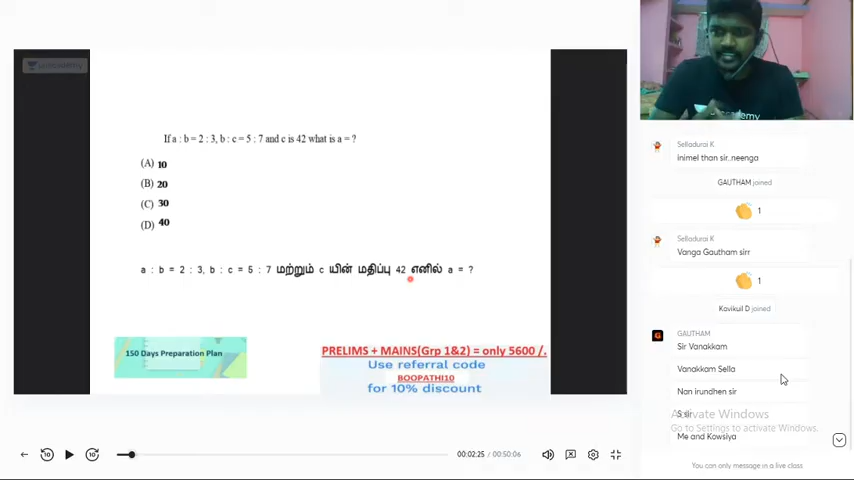 If a : b = 2 : 3, b : c = 5 : 7 and c is 42 what is a = ?
(A) 10
(B) 20
(C) 30
(D) 40
a : b = 2 : 3, b : c = 5 : 7 மற்றும் c யின் மதிப்பு 42 எனில் a = ?
150 Days Preparation Plan
PRELIMS + MAINS(Grp 1&2) = only 5600 /.
Use referral code
BOOPATHI10
for 10% discount
10
10
00:02:25 / 00:50:06
Selladurai K
inimel than sir..neenga
GAUTHAM joined
1
Selladurai K
Vanga Gautham sirr
1
Kavikuil D joined
GAUTHAM
Sir Vanakkam
Vanakkam Sella
Nan irundhen sir
S sir
Activate Windows
Go to Settings to activate Windows.
Me and Kowsiya
You can only message in a live class